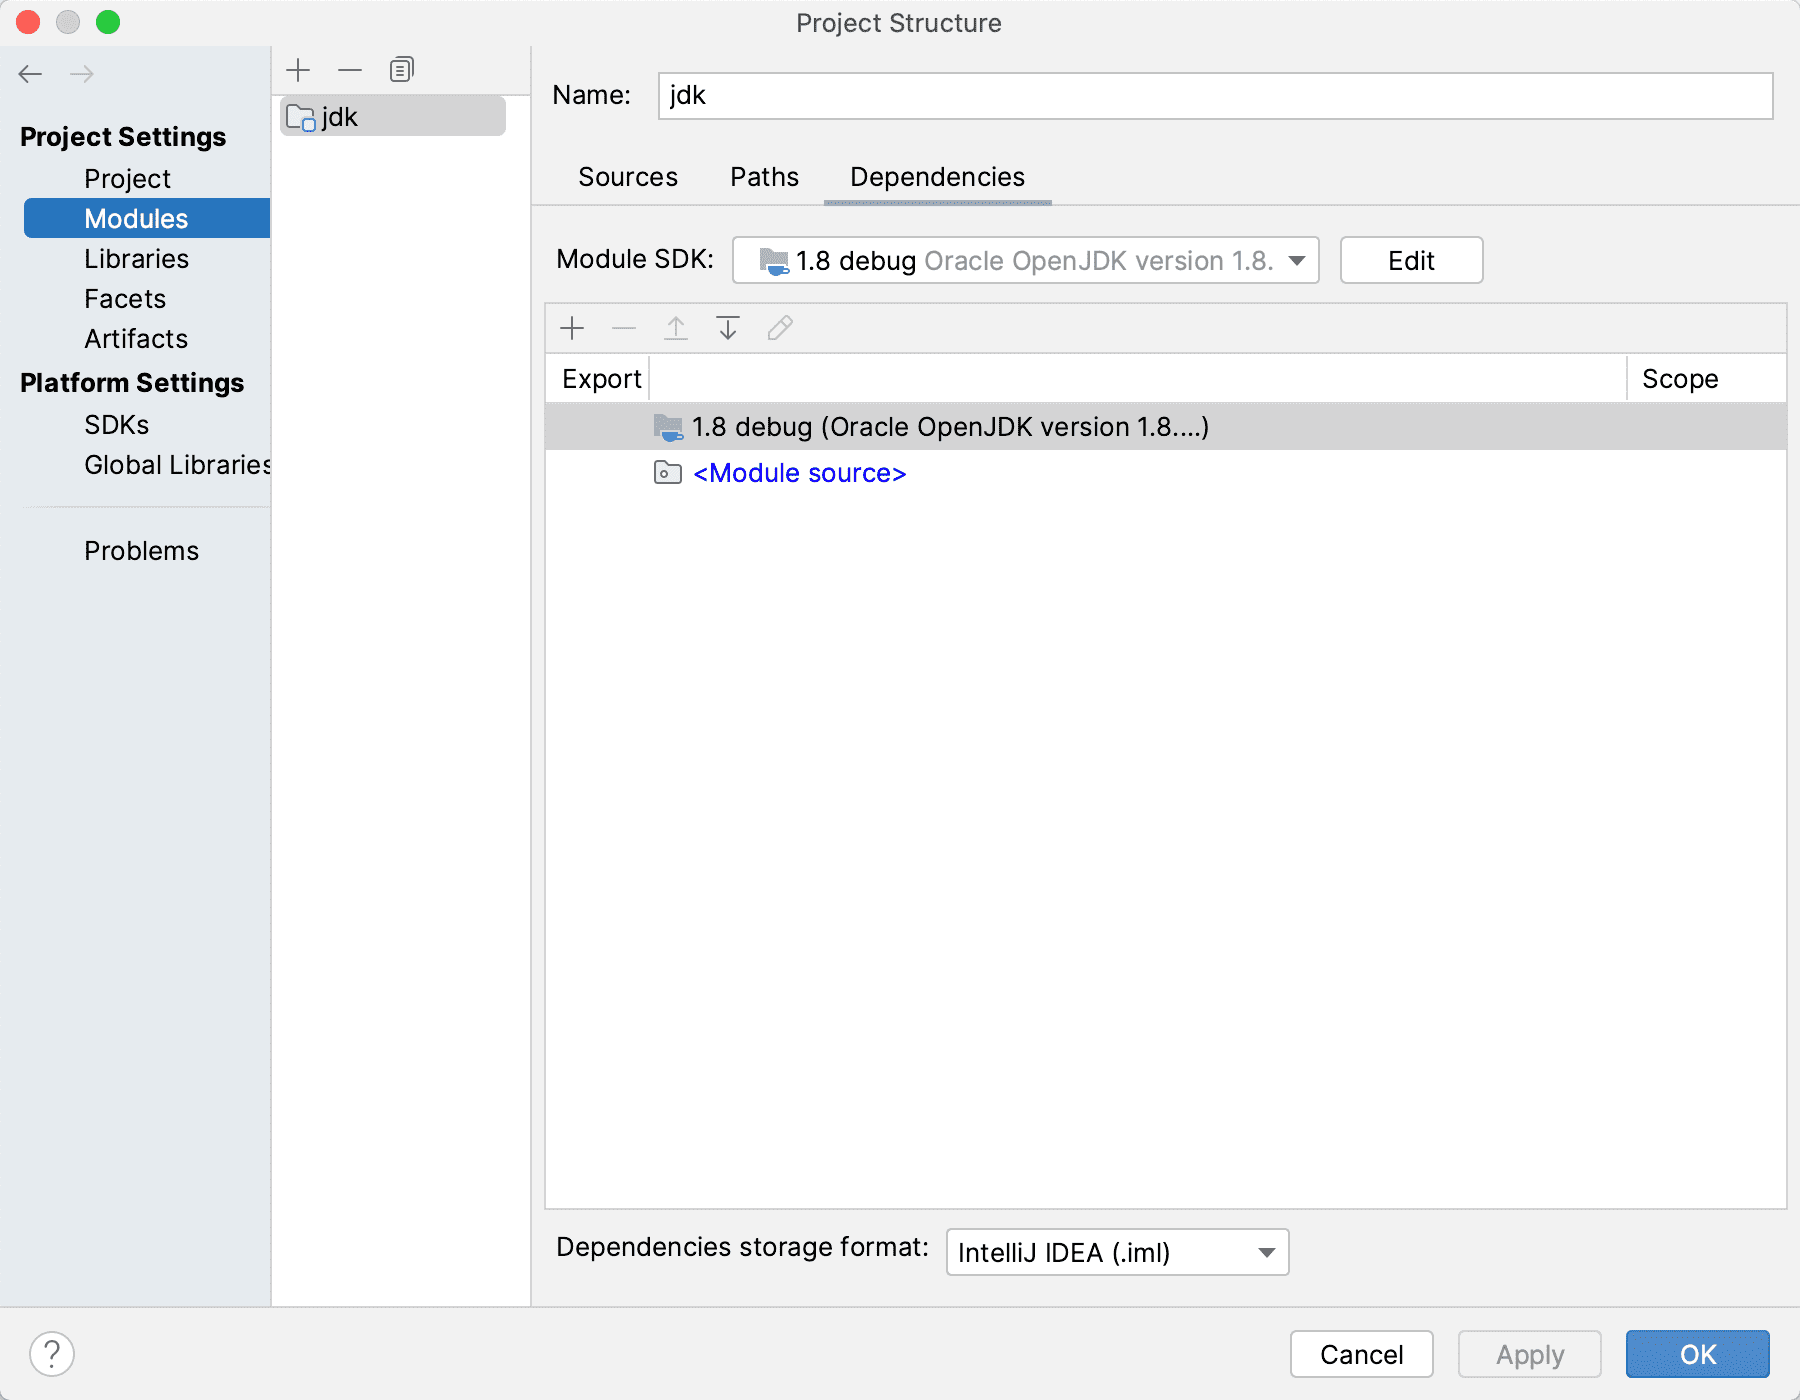 Project Structure
Project Settings
Project
Modules
Libraries
Facets
Artifacts
Platform Settings
SDKs
Global Libraries
Problems
jdk
Name: jdk
Sources Paths Dependencies
Module SDK: 1.8 debug Oracle OpenJDK version 1.8. Edit
Export Scope
1.8 debug (Oracle OpenJDK version 1.8....)
<Module source>
Dependencies storage format: IntelliJ IDEA (.iml)
? Cancel Apply OK